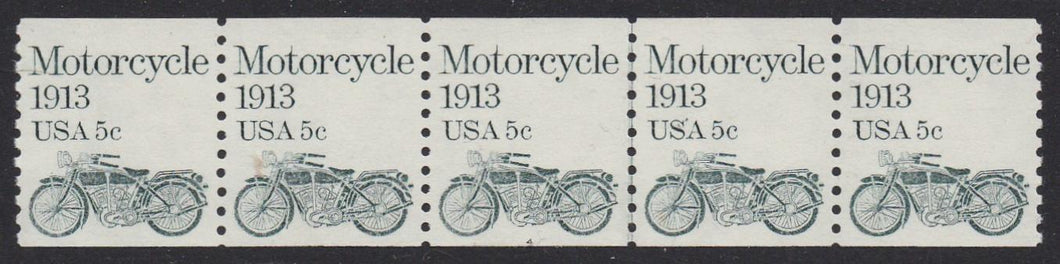 Motorcycle Motorcycle Motorcycle Motorcycle Motorcycle
1913 1913 1913 1913 1913
USA 5c USA 5c USA 5c USA 5c USA 5c
4